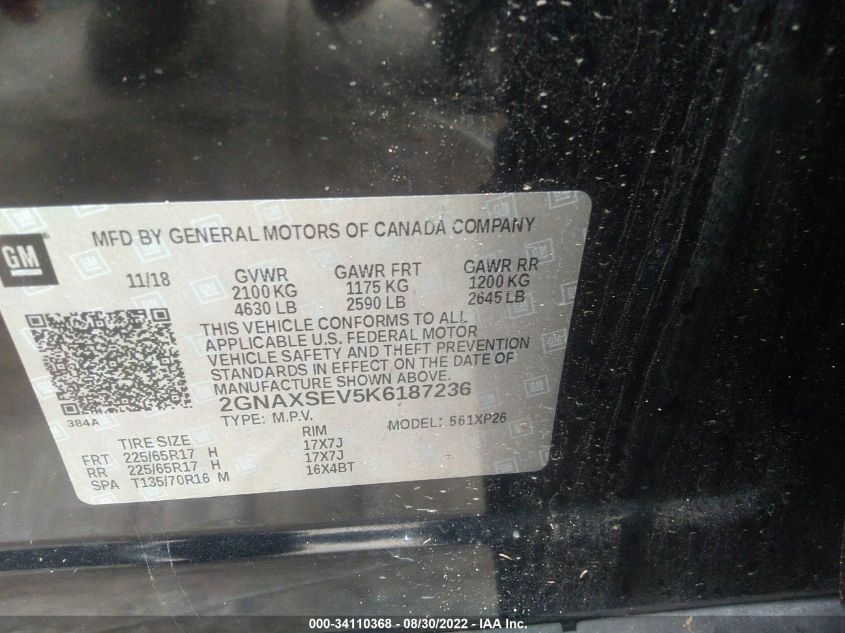 GM
MFD BY GENERAL MOTORS OF CANADA COMPANY
11/18 GVWR GAWR FRT GAWR RR
2100 KG 1175 KG 1200 KG
4630 LB 2590 LB 2645 LB
THIS VEHICLE CONFORMS TO ALL
APPLICABLE U.S. FEDERAL MOTOR
VEHICLE SAFETY AND THEFT PREVENTION
STANDARDS IN EFFECT ON THE DATE OF
MANUFACTURE SHOWN ABOVE.
2GNAXSEV5K6187236
384A
TYPE: M.P.V. MODEL: 561XP26
TIRE SIZE RIM
FRT 225/65R17 H 17X7J
RR 225/65R17 H 17X7J
SPA T135/70R16 M 16X4BT
000-34110368 - 08/30/2022 - IAA Inc.